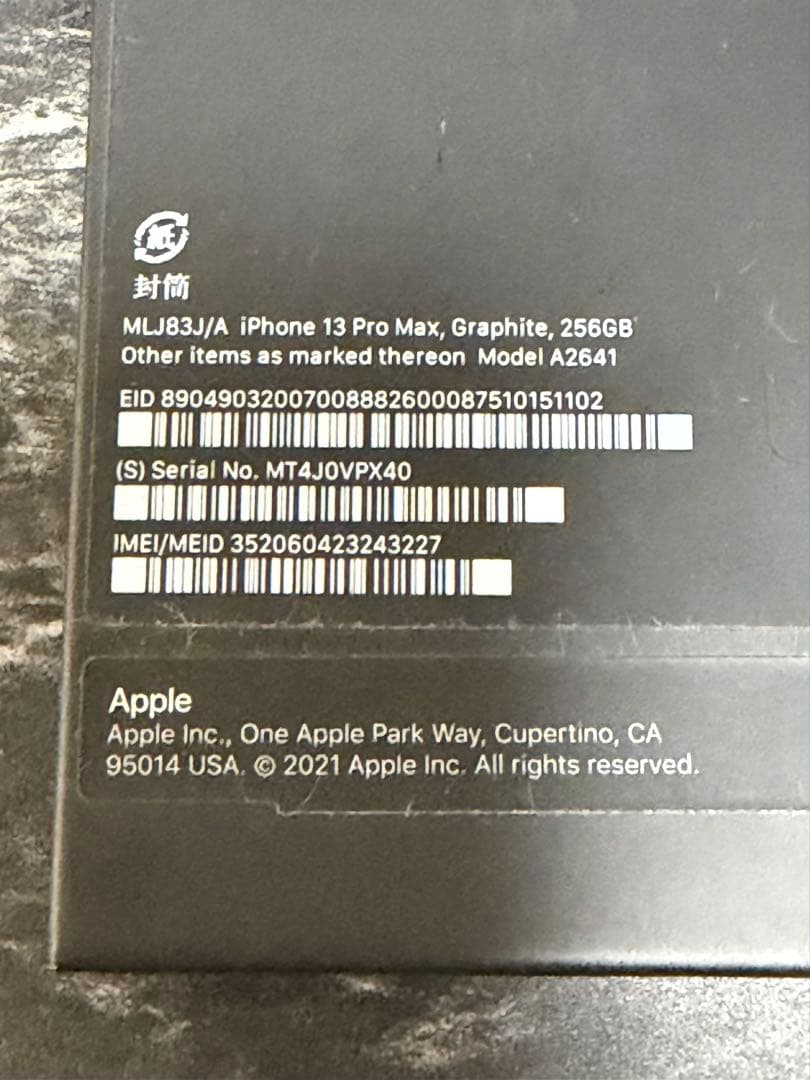 紙
封筒
MLJ83J/A iPhone 13 Pro Max, Graphite, 256GB
Other items as marked thereon Model A2641
EID 89049032007008882600087510151102
(S) Serial No. MT4J0VPX40
IMEI/MEID 352060423243227
Apple
Apple Inc., One Apple Park Way, Cupertino, CA
95014 USA. © 2021 Apple Inc. All rights reserved.